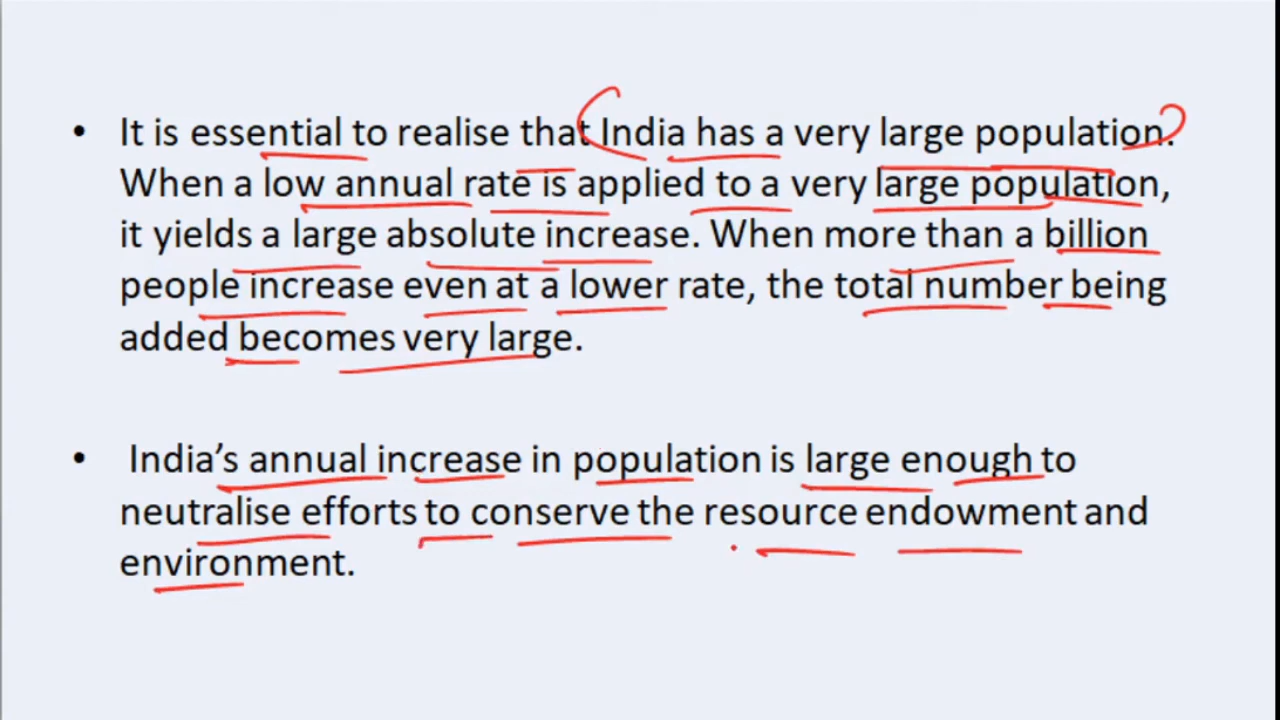 • It is essential to realise that India has a very large population.
When a low annual rate is applied to a very large population,
it yields a large absolute increase. When more than a billion
people increase even at a lower rate, the total number being
added becomes very large.
• India’s annual increase in population is large enough to
neutralise efforts to conserve the resource endowment and
environment.